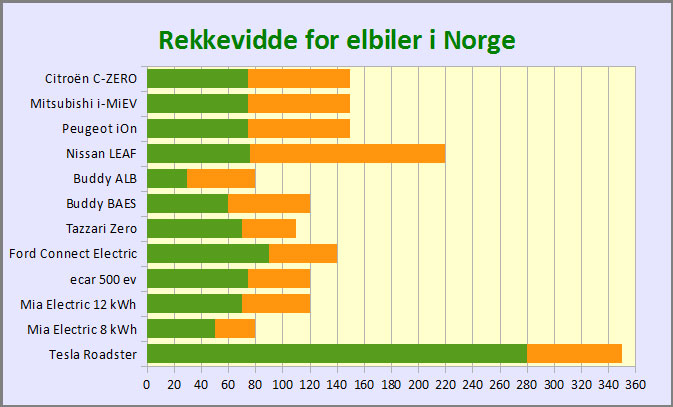 Rekkevidde for elbiler i Norge
Citroën C-ZERO
Mitsubishi i-MiEV
Peugeot iOn
Nissan LEAF
Buddy ALB
Buddy BAES
Tazzari Zero
Ford Connect Electric
ecar 500 ev
Mia Electric 12 kWh
Mia Electric 8 kWh
Tesla Roadster
0 20 40 60 80 100 120 140 160 180 200 220 240 260 280 300 320 340 360